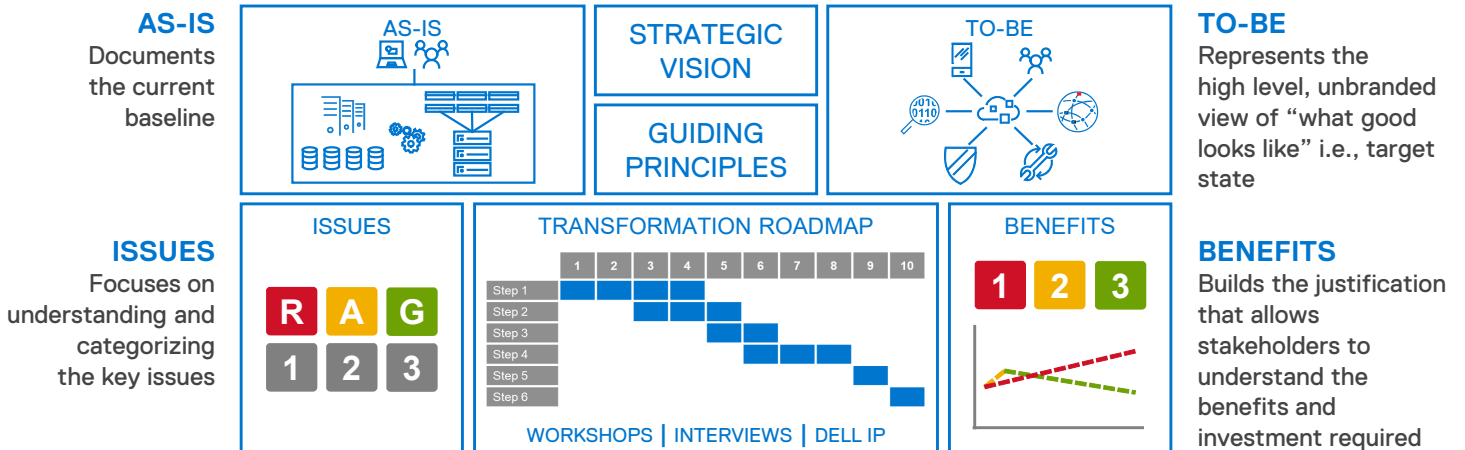 AS-IS
Documents
the current
baseline
AS-IS
STRATEGIC
VISION
GUIDING
PRINCIPLES
TO-BE
0110
TO-BE
Represents the
high level, unbranded
view of “what good
looks like” i.e., target
state
ISSUES
Focuses on
understanding and
categorizing
the key issues
ISSUES
R A G
1 2 3
TRANSFORMATION ROADMAP
1 2 3 4 5 6 7 8 9 10
Step 1
Step 2
Step 3
Step 4
Step 5
Step 6
WORKSHOPS | INTERVIEWS | DELL IP
BENEFITS
1 2 3
BENEFITS
Builds the justification
that allows
stakeholders to
understand the
benefits and
investment required